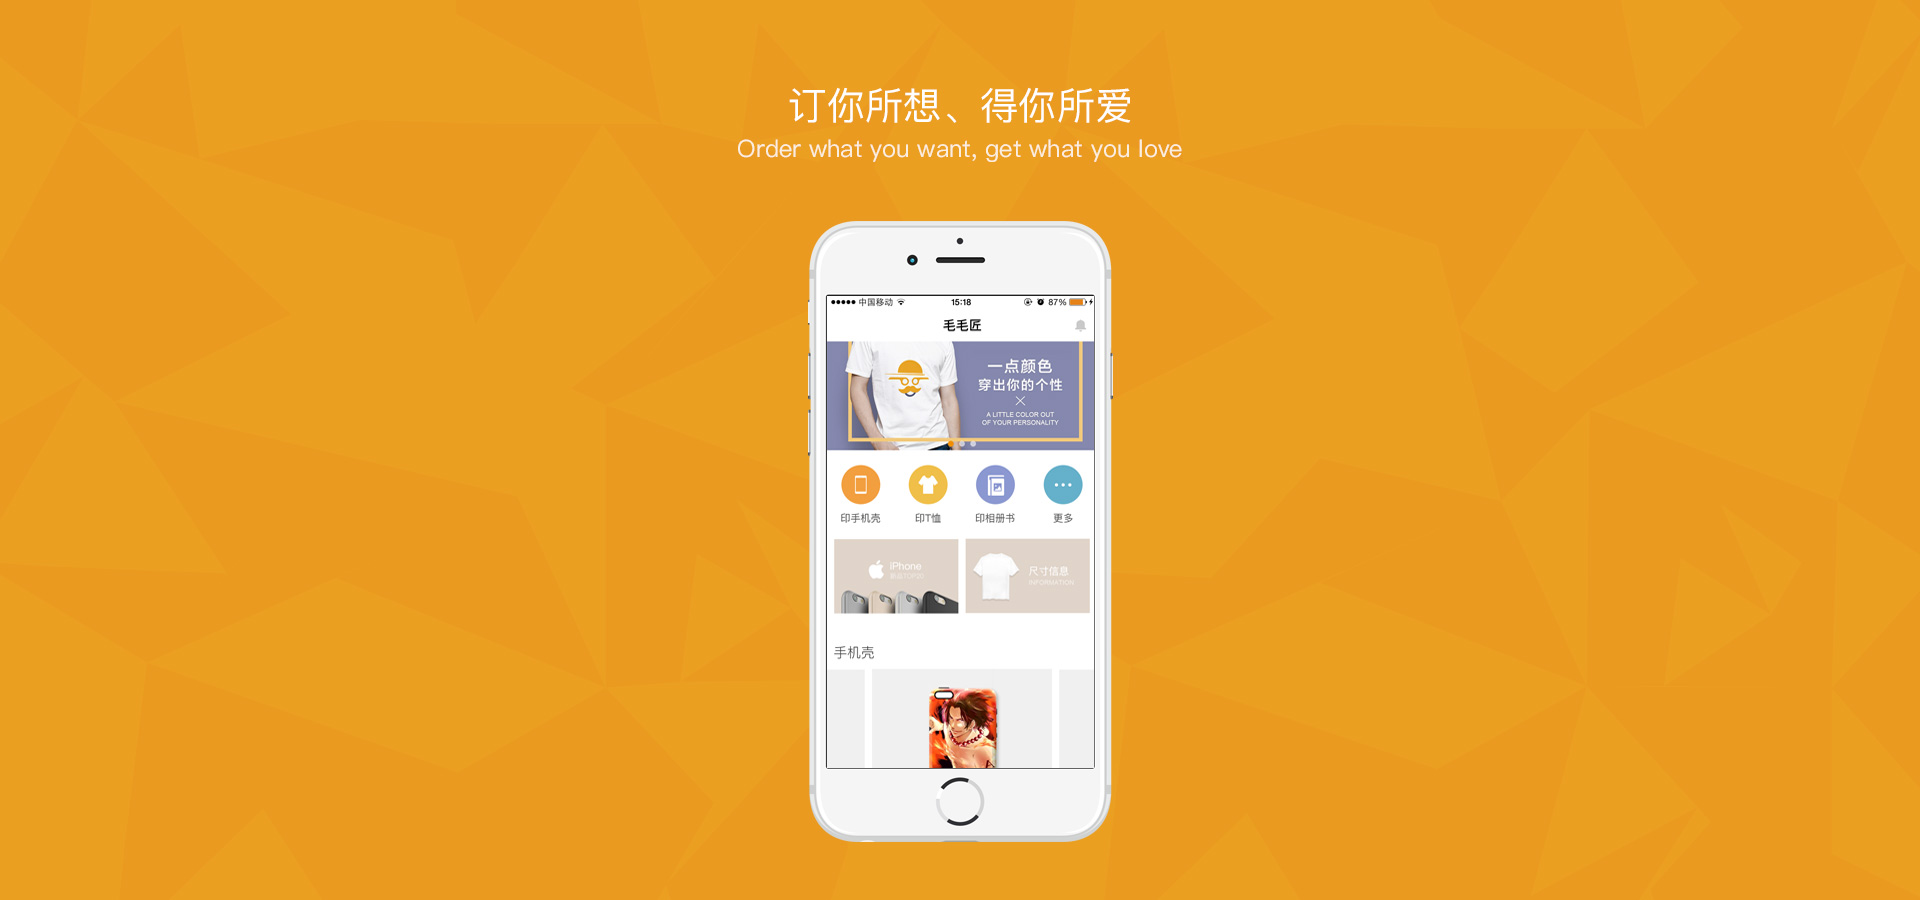 订你所想、得你所爱
Order what you want, get what you love
中国移动 15:18 87%
毛毛匠
一点颜色
穿出你的个性
A LITTLE COLOR OUT
OF YOUR PERSONALITY
印手机壳 印T恤 印相册书 更多
iPhone
尺寸信息
INFORMATION
手机壳